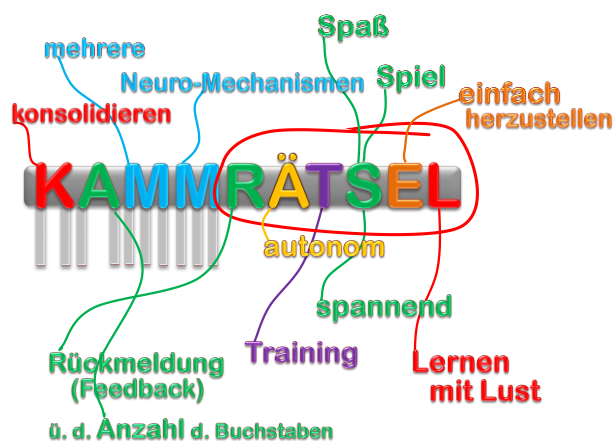 Spaß
mehrere
Neuro-Mechanismen
Spiel
einfach
herzustellen
konsolidieren
KAMMRÄTSEL
autonom
spannend
Training
Rückmeldung
(Feedback)
Lernen
mit Lust
ü. d. Anzahl d. Buchstaben